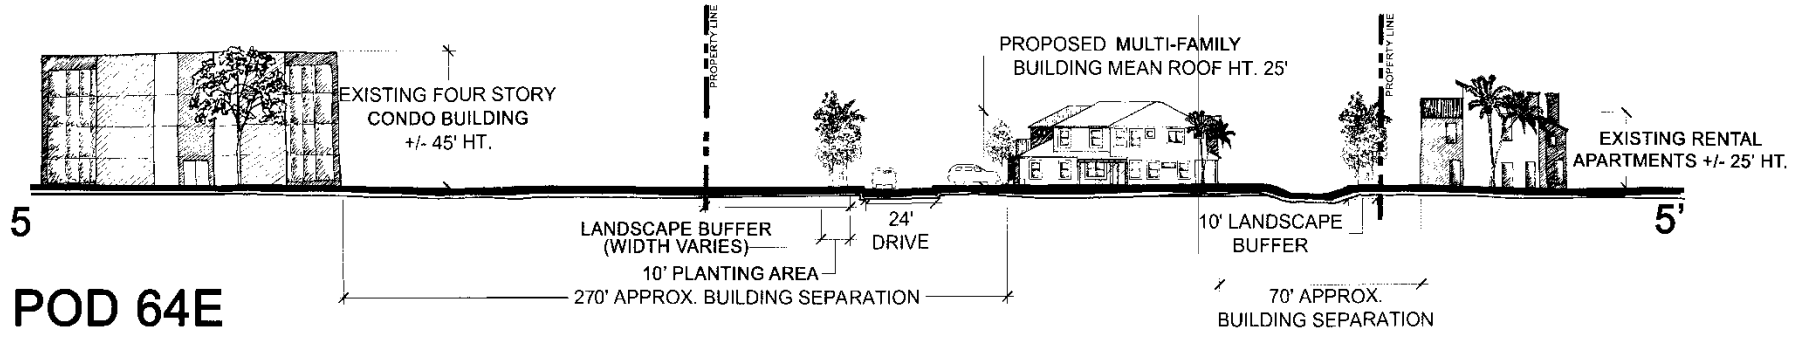 PROPERTY LINE
PROPERTY LINE
PROPOSED MULTI-FAMILY
BUILDING MEAN ROOF HT. 25'
EXISTING FOUR STORY
CONDO BUILDING
+/- 45' HT.
EXISTING RENTAL
APARTMENTS +/- 25' HT.
5
5'
LANDSCAPE BUFFER
(WIDTH VARIES)
24'
DRIVE
10' LANDSCAPE
BUFFER
10' PLANTING AREA
270' APPROX. BUILDING SEPARATION
70' APPROX.
BUILDING SEPARATION
POD 64E